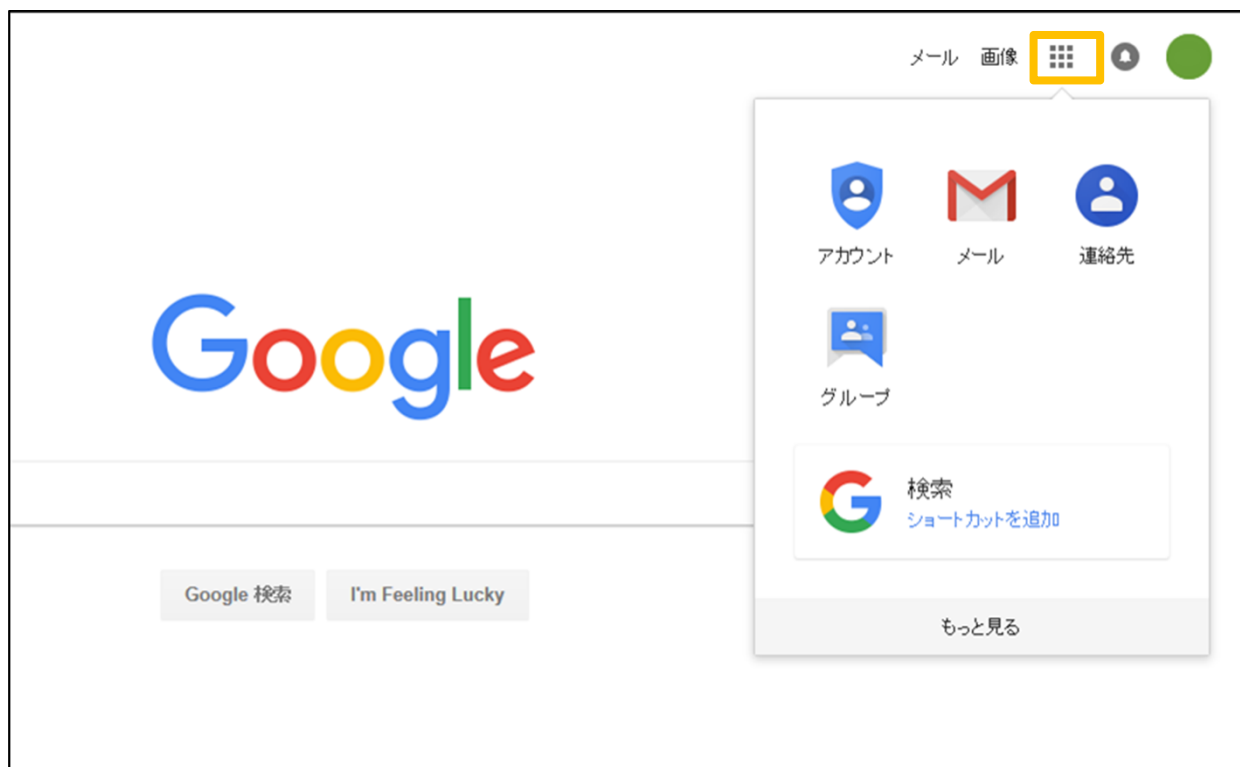 メール 画像
アカウント メール 連絡先
グループ
Google
検索
ショートカットを追加
Google 検索 I'm Feeling Lucky
もっと見る